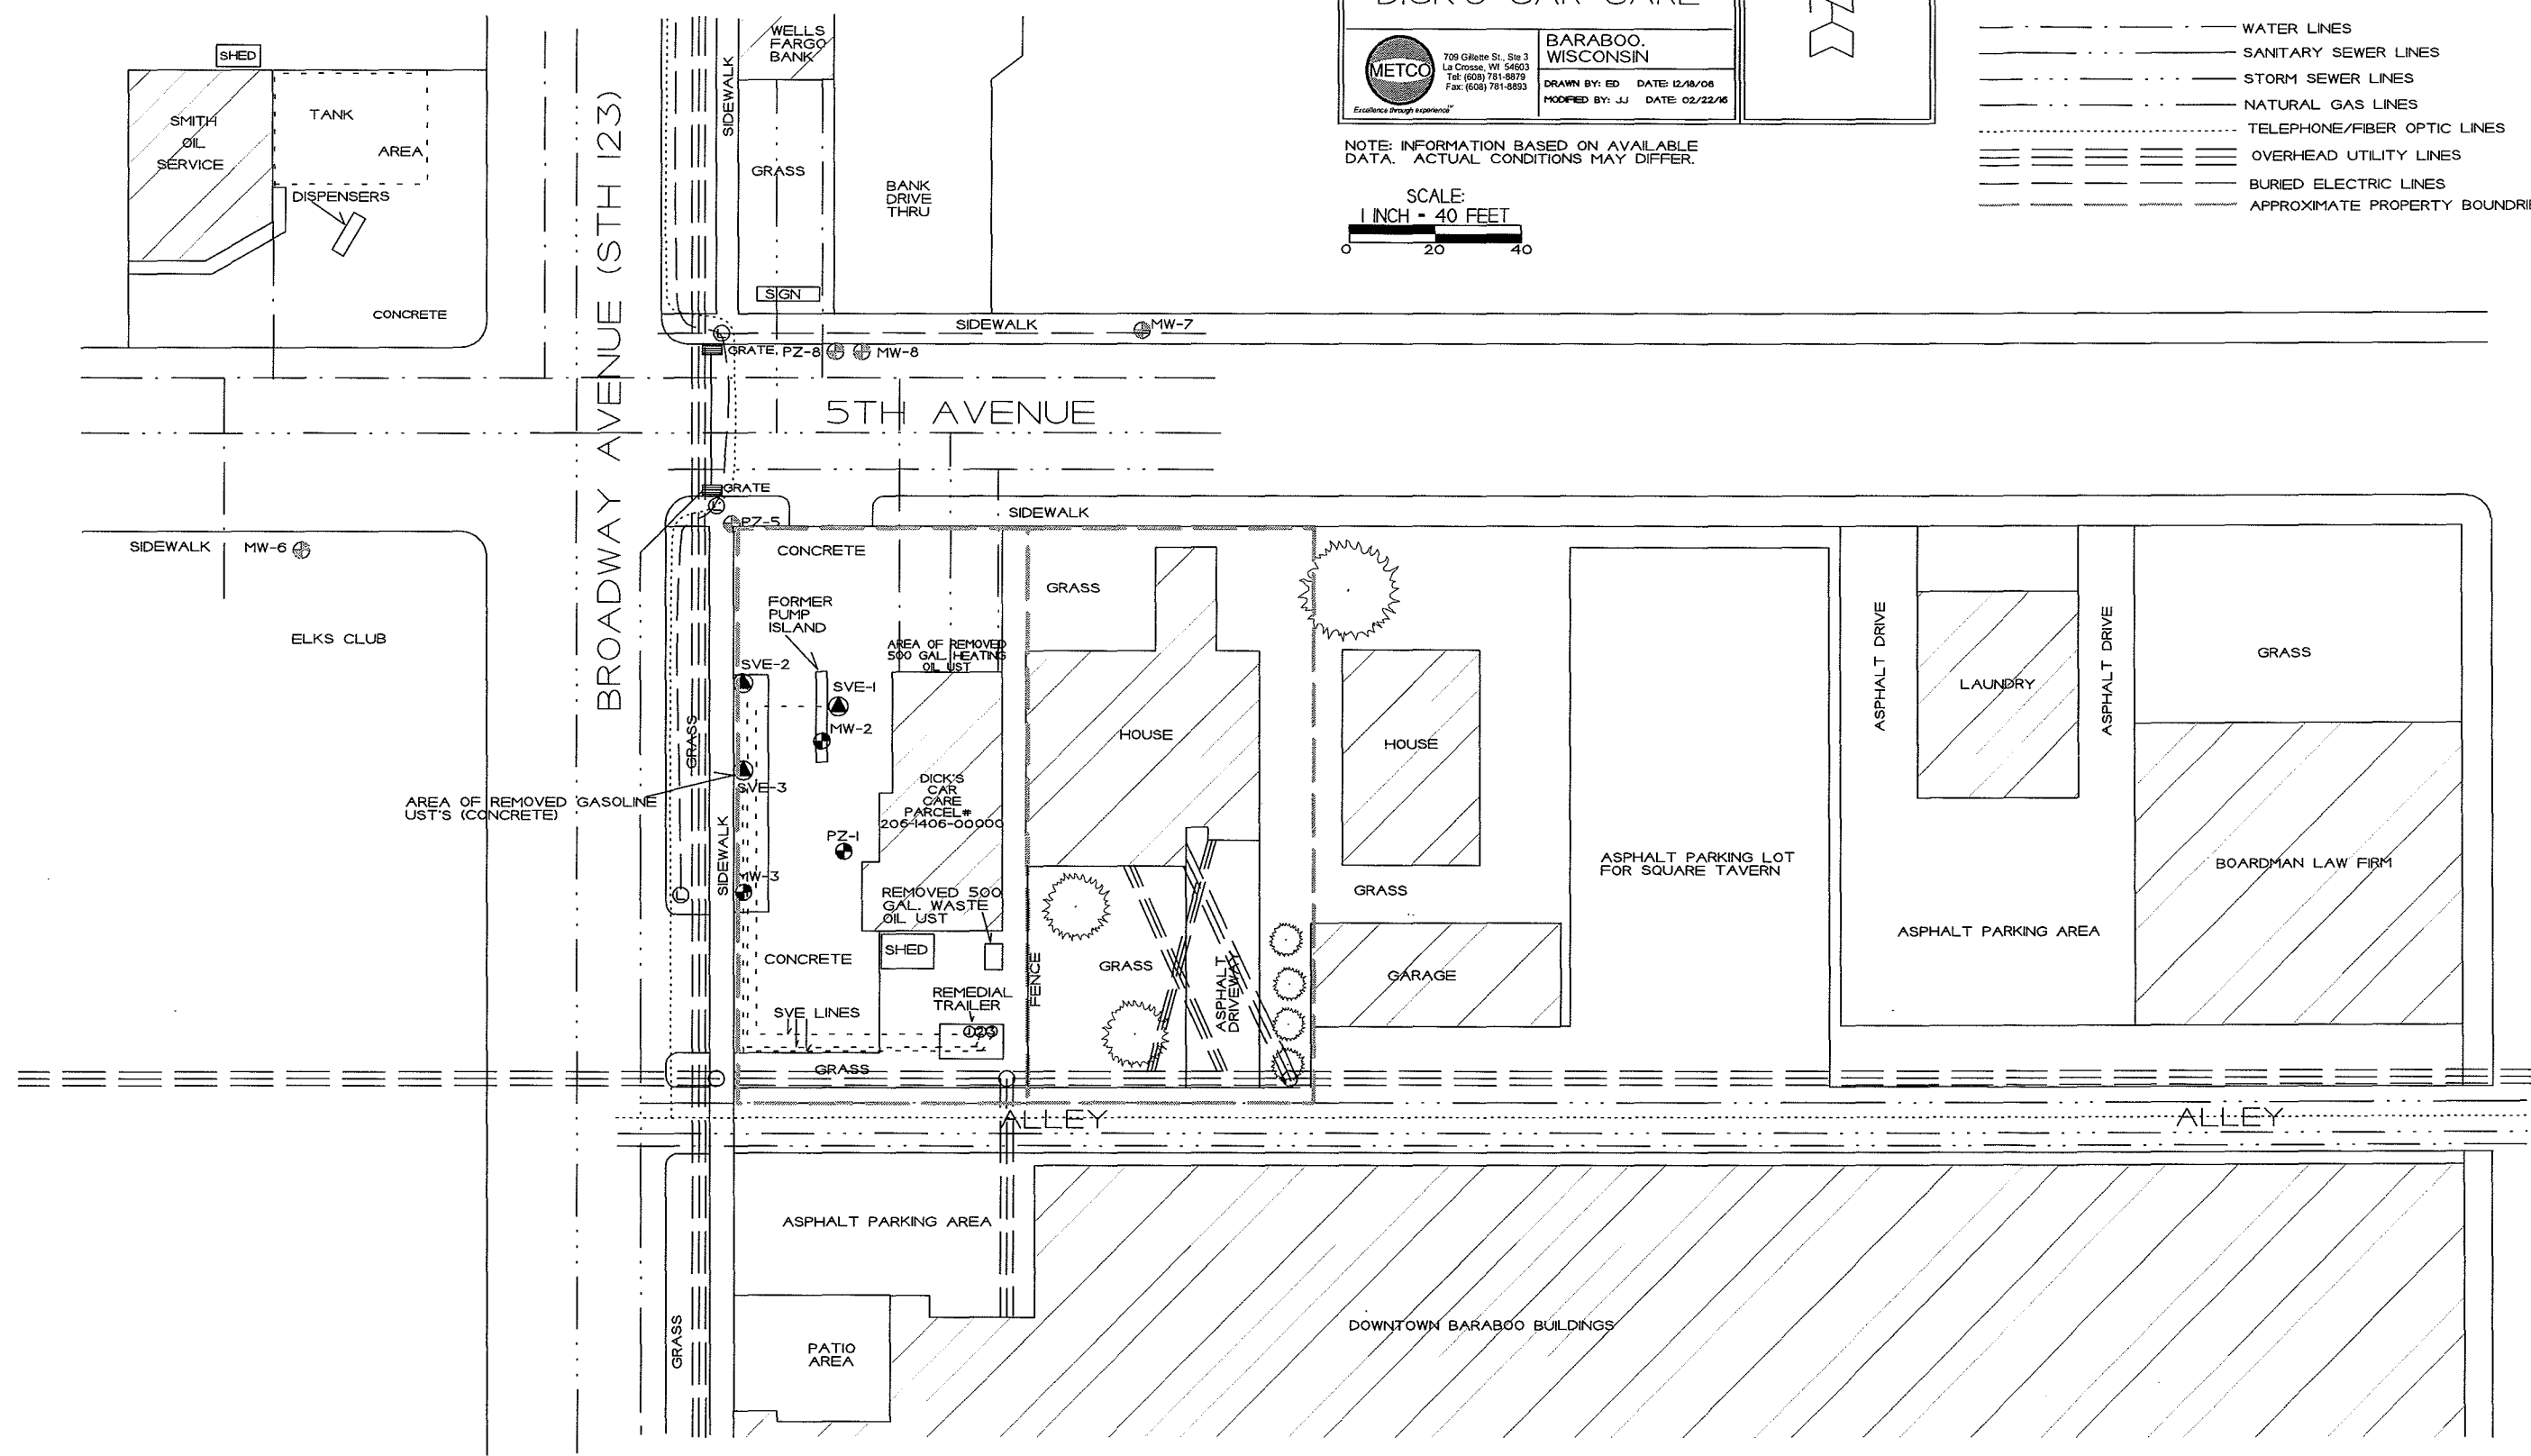 DICK'S CAR CARE
METCO
Excellence through experience™
709 Gillette St., Ste 3
La Crosse, WI 54603
Tel: (608) 781-8879
Fax: (608) 781-8893
BARABOO.
WISCONSIN
DRAWN BY: ED DATE: 12/18/06
MODIFIED BY: JJ DATE: 02/22/16
NOTE: INFORMATION BASED ON AVAILABLE
DATA. ACTUAL CONDITIONS MAY DIFFER.
SCALE:
1 INCH = 40 FEET
0 20 40
WATER LINES
SANITARY SEWER LINES
STORM SEWER LINES
NATURAL GAS LINES
TELEPHONE/FIBER OPTIC LINES
OVERHEAD UTILITY LINES
BURIED ELECTRIC LINES
APPROXIMATE PROPERTY BOUNDRI
SHED
SMITH
OIL
SERVICE
TANK
AREA
DISPENSERS
CONCRETE
BROADWAY AVENUE (STH 123)
SIDEWALK
WELLS
FARGO
BANK
GRASS
BANK
DRIVE
THRU
SIGN
SIDEWALK
MW-7
GRATE
PZ-8
MW-8
5TH AVENUE
GRATE
PZ-5
SIDEWALK
SIDEWALK
MW-6
ELKS CLUB
CONCRETE
FORMER
PUMP
ISLAND
AREA OF REMOVED
500 GAL. HEATING
OIL UST
SVE-2
SVE-1
MW-2
SVE-3
GRASS
AREA OF REMOVED GASOLINE
UST'S (CONCRETE)
DICK'S
CAR
CARE
PARCEL#
206-1406-00000
PZ-1
MW-3
SIDEWALK
REMOVED 500
GAL. WASTE
OIL UST
SHED
CONCRETE
REMEDIAL
TRAILER
123
SVE LINES
GRASS
FENCE
GRASS
HOUSE
GRASS
ASPHALT
DRIVEWAY
HOUSE
GRASS
GARAGE
ASPHALT PARKING LOT
FOR SQUARE TAVERN
ASPHALT DRIVE
LAUNDRY
ASPHALT DRIVE
GRASS
BOARDMAN LAW FIRM
ASPHALT PARKING AREA
ALLEY
ALLEY
ASPHALT PARKING AREA
GRASS
PATIO
AREA
DOWNTOWN BARABOO BUILDINGS